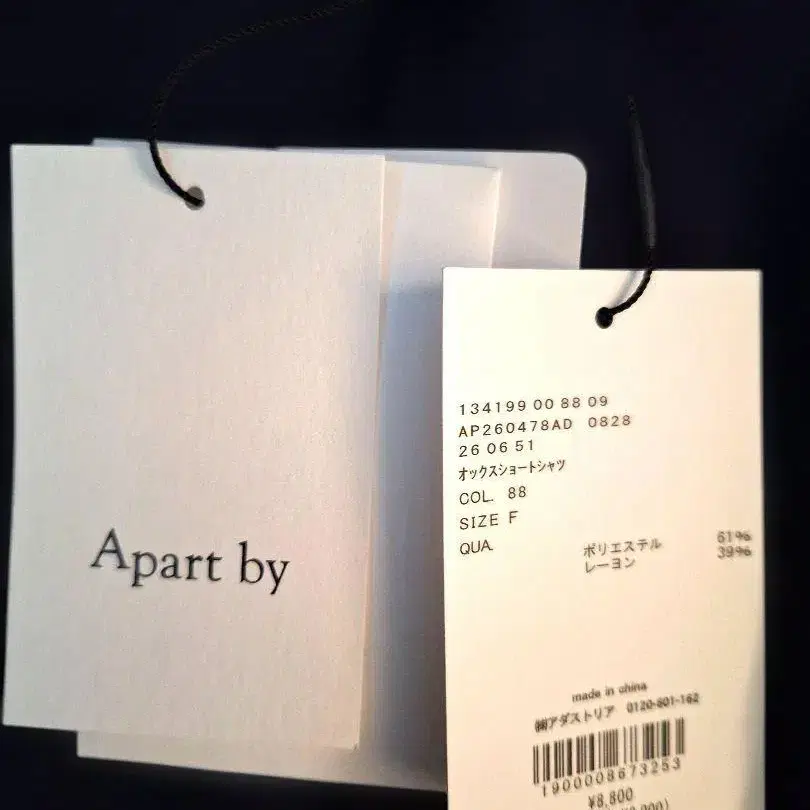 Apart by
134199 00 88 09
AP260478AD 0828
26 06 51
オックスショートシャツ
COL. 88
SIZE F
QUA.
ポリエステル 61%
レーヨン 39%
made in china
㈱アダストリア 0120-601-162
1900008673253
¥8,800